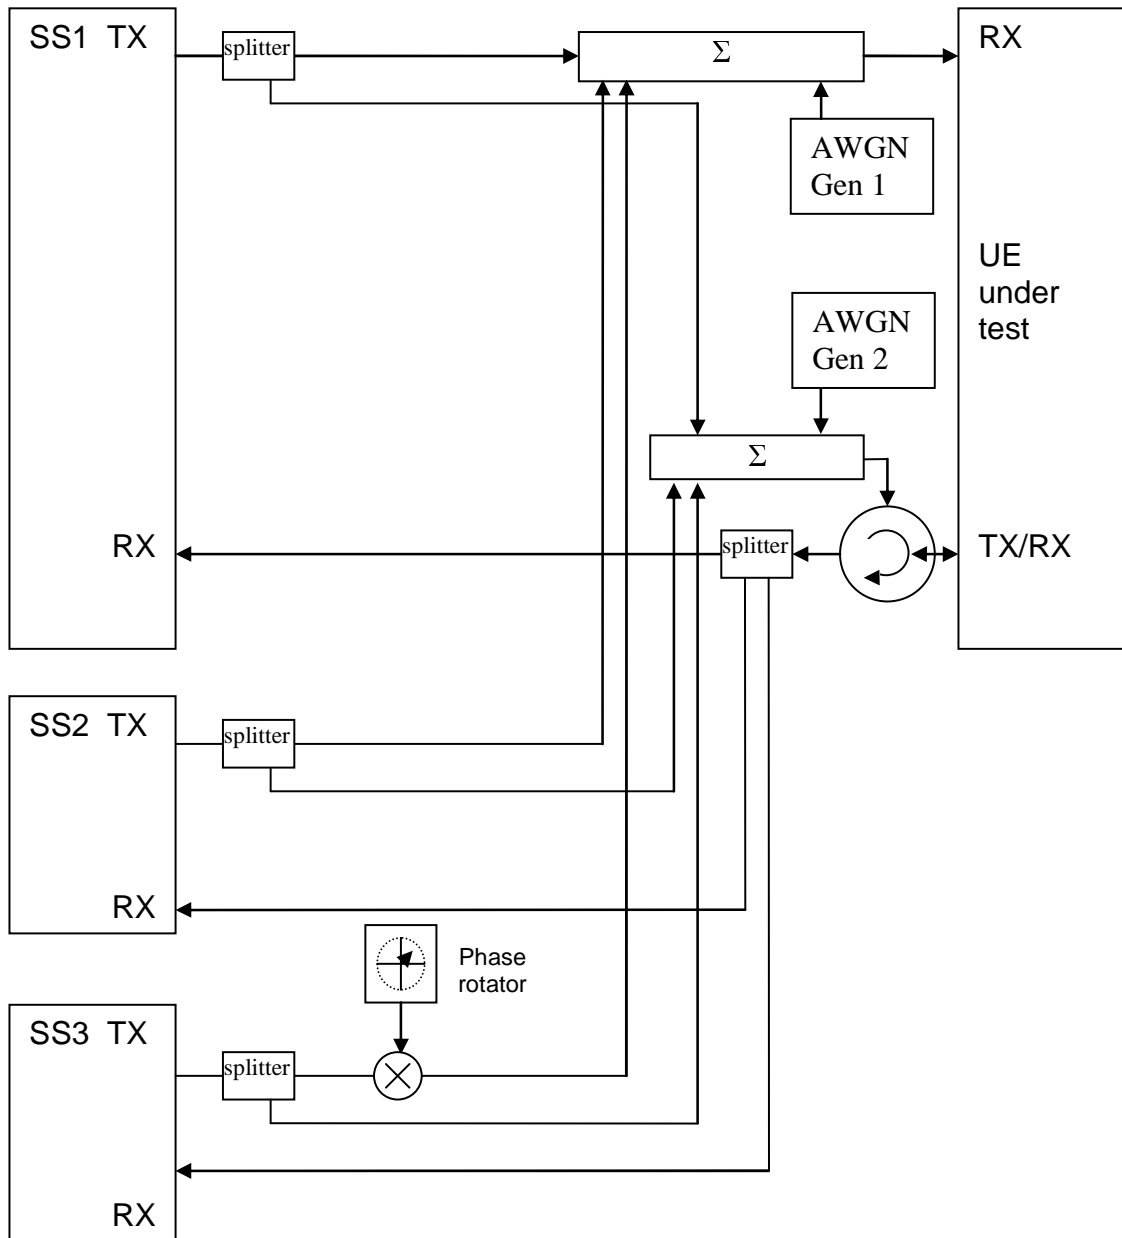 SS1 TX
splitter
Σ
RX
AWGN
Gen 1
UE
under
test
AWGN
Gen 2
Σ
RX
splitter
TX/RX
SS2 TX
splitter
RX
Phase
rotator
SS3 TX
splitter
RX